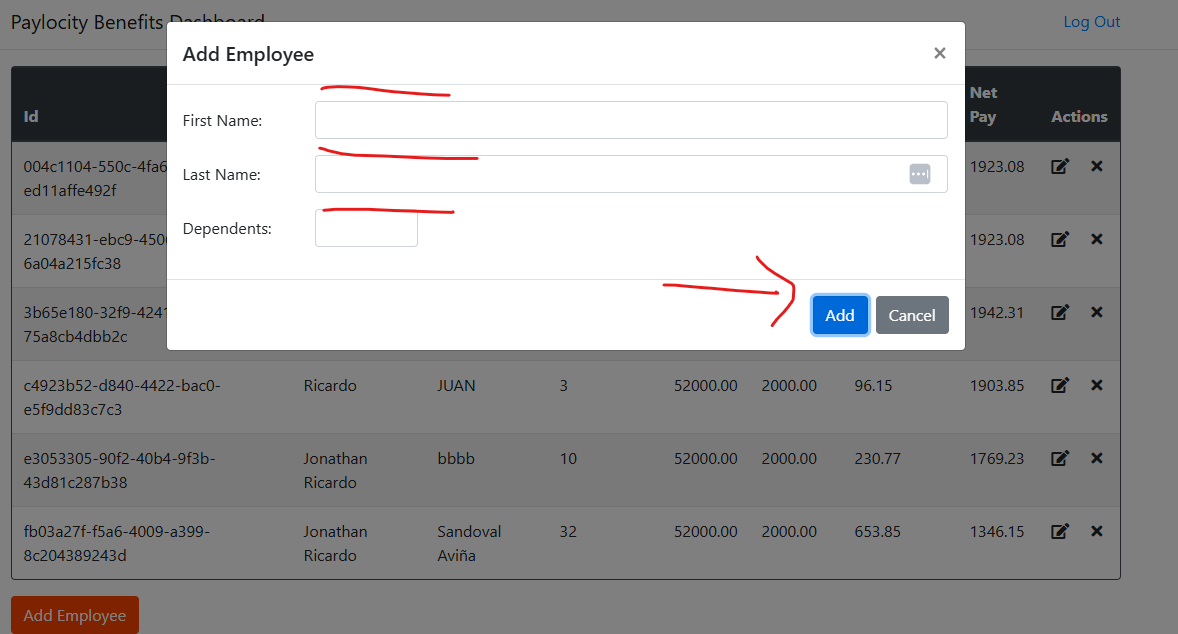 Paylocity Benefits Dashboard
Log Out
Add Employee
×
First Name:
Last Name:
Dependents:
Add Cancel
Id Net Pay Actions
004c1104-550c-4fa6
ed11affe492f
1923.08
21078431-ebc9-450
6a04a215fc38
1923.08
3b65e180-32f9-4241
75a8cb4dbb2c
1942.31
c4923b52-d840-4422-bac0- Ricardo JUAN 3 52000.00 2000.00 96.15 1903.85
e5f9dd83c7c3
e3053305-90f2-40b4-9f3b- Jonathan bbbb 10 52000.00 2000.00 230.77 1769.23
43d81c287b38 Ricardo
fb03a27f-f5a6-4009-a399- Jonathan Sandoval 32 52000.00 2000.00 653.85 1346.15
8c204389243d Ricardo Aviña
Add Employee